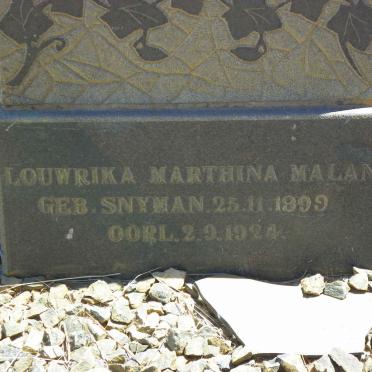 LOUWRIKA MARTHINA MALAN
GEB. SNYMAN. 25.11.1899
OORL. 2.9.1924